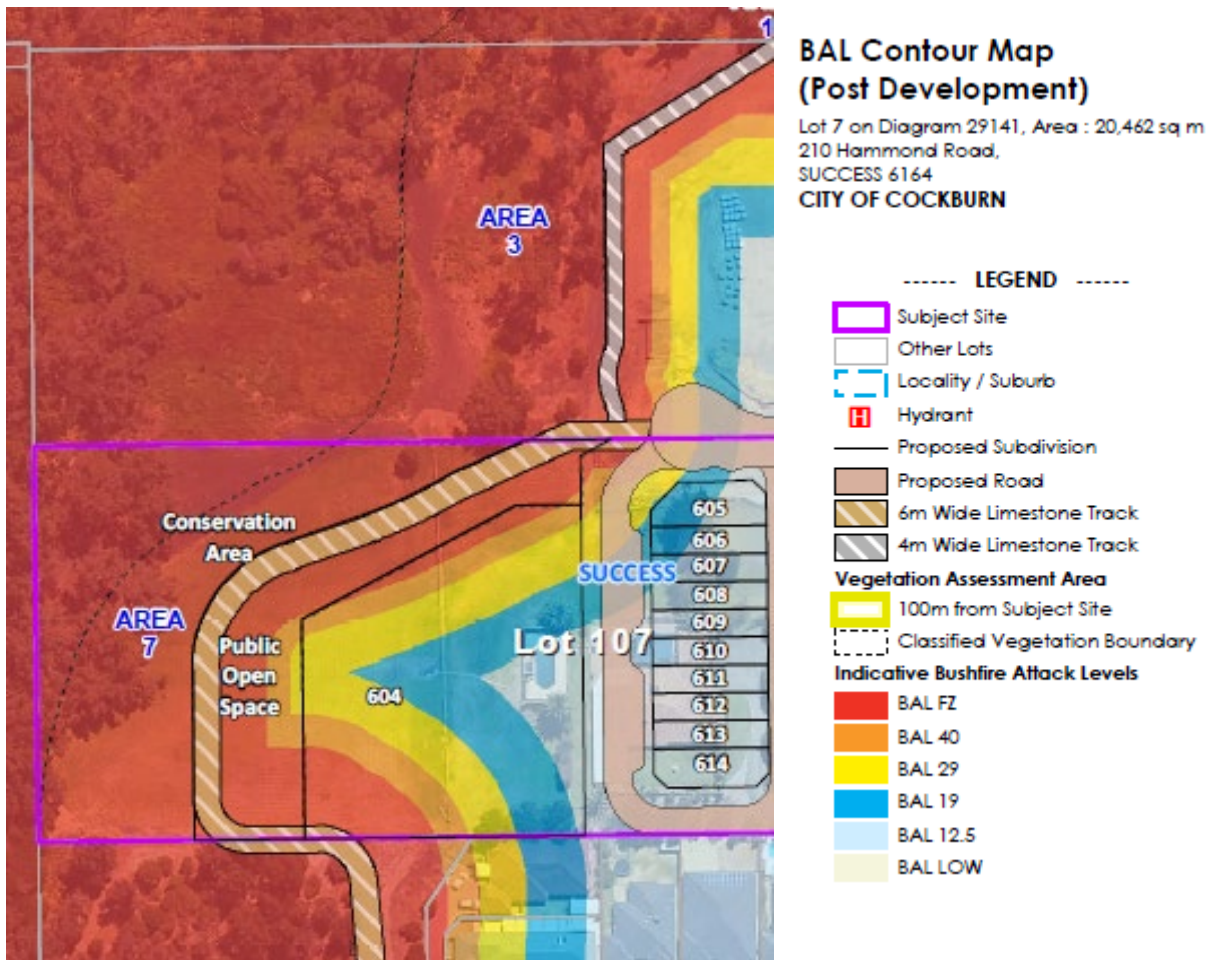 1
AREA
3
Conservation
Area
AREA
7
Public
Open
Space
604
SUCCESS
Lot 107
605
606
607
608
609
610
611
612
613
614
BAL Contour Map
(Post Development)
Lot 7 on Diagram 29141, Area : 20,462 sq m
210 Hammond Road,
SUCCESS 6164
CITY OF COCKBURN
------ LEGEND ------
Subject Site
Other Lots
Locality / Suburb
H Hydrant
Proposed Subdivision
Proposed Road
6m Wide Limestone Track
4m Wide Limestone Track
Vegetation Assessment Area
100m from Subject Site
Classified Vegetation Boundary
Indicative Bushfire Attack Levels
BAL FZ
BAL 40
BAL 29
BAL 19
BAL 12.5
BAL LOW